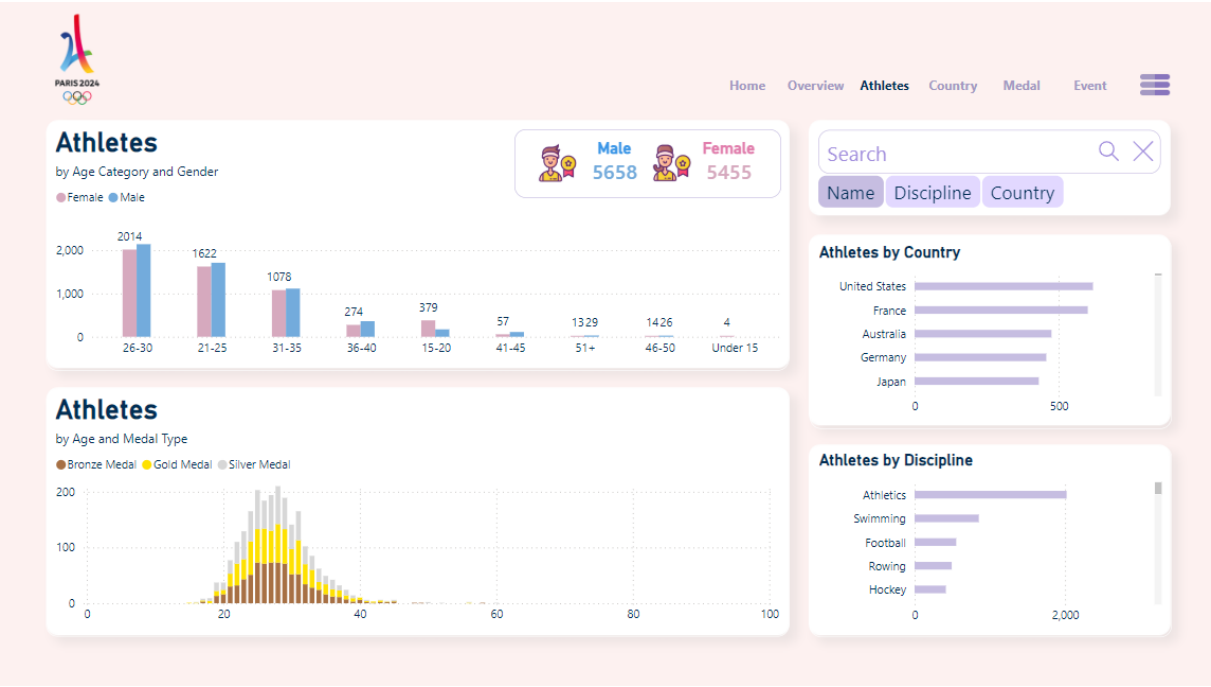 PARIS 2024
Home Overview Athletes Country Medal Event
Athletes
by Age Category and Gender
Female Male
Male
5658
Female
5455
2,000
1,000
0
2014 1622 1078 274 379 57 13 29 14 26 4
26-30 21-25 31-35 36-40 15-20 41-45 51+ 46-50 Under 15
Athletes
by Age and Medal Type
Bronze Medal Gold Medal Silver Medal
200
100
0
0 20 40 60 80 100
Search
Name Discipline Country
Athletes by Country
United States
France
Australia
Germany
Japan
0 500
Athletes by Discipline
Athletics
Swimming
Football
Rowing
Hockey
0 2,000